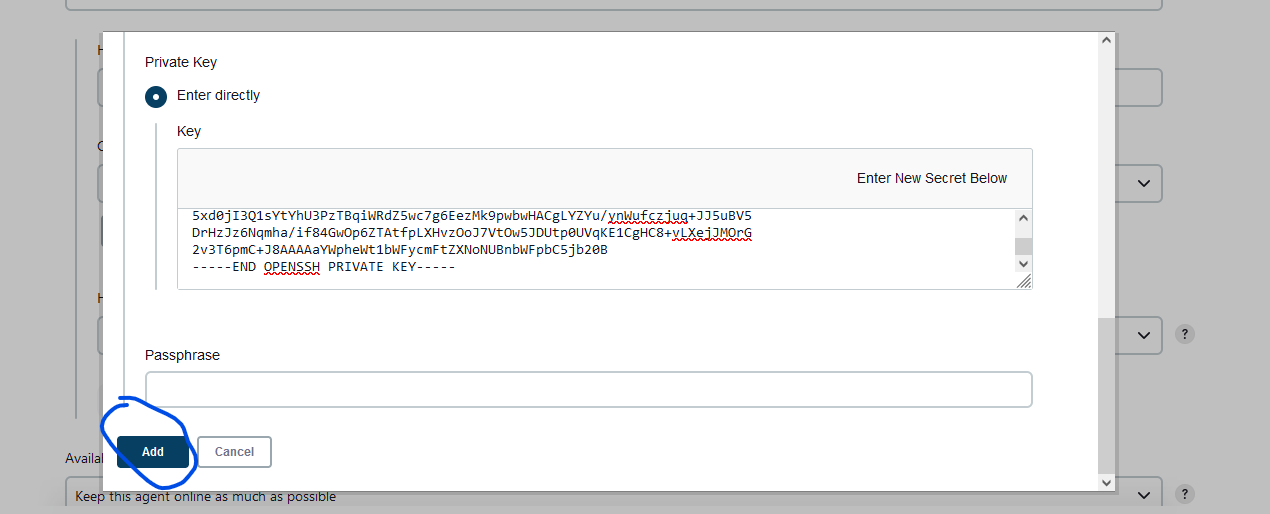 Private Key
Enter directly
Key
Enter New Secret Below
5xd0jI3Q1sYtYhU3PzTBqiWRdZ5wc7g6EezMk9pwbwHACgLYZYu/ynWufczjuq+JJ5uBV5
DrHzJz6Nqmha/if84GwOp6ZTAtfpLXHvzOoJ7VtOw5JDUtp0UVqKE1CgHC8+vLXejJMOrG
2v3T6pmC+J8AAAAaYWpheWt1bWFycmFtZXNoNUBnbWFpbC5jb20B
-----END OPENSSH PRIVATE KEY-----
?
Passphrase
Add
Cancel
Availal
Keep this agent online as much as possible
?